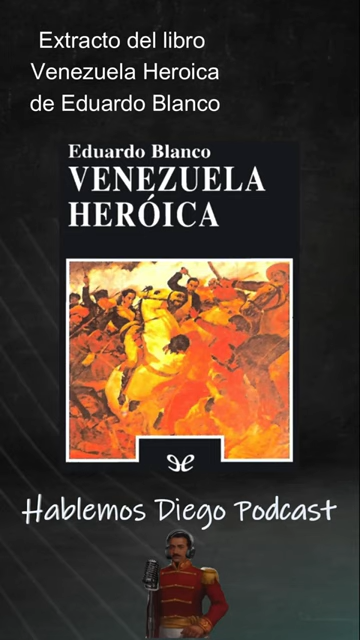 Extracto del libro
Venezuela Heroica
de Eduardo Blanco
Eduardo Blanco
VENEZUELA
HERÓICA
Hablemos Diego Podcast